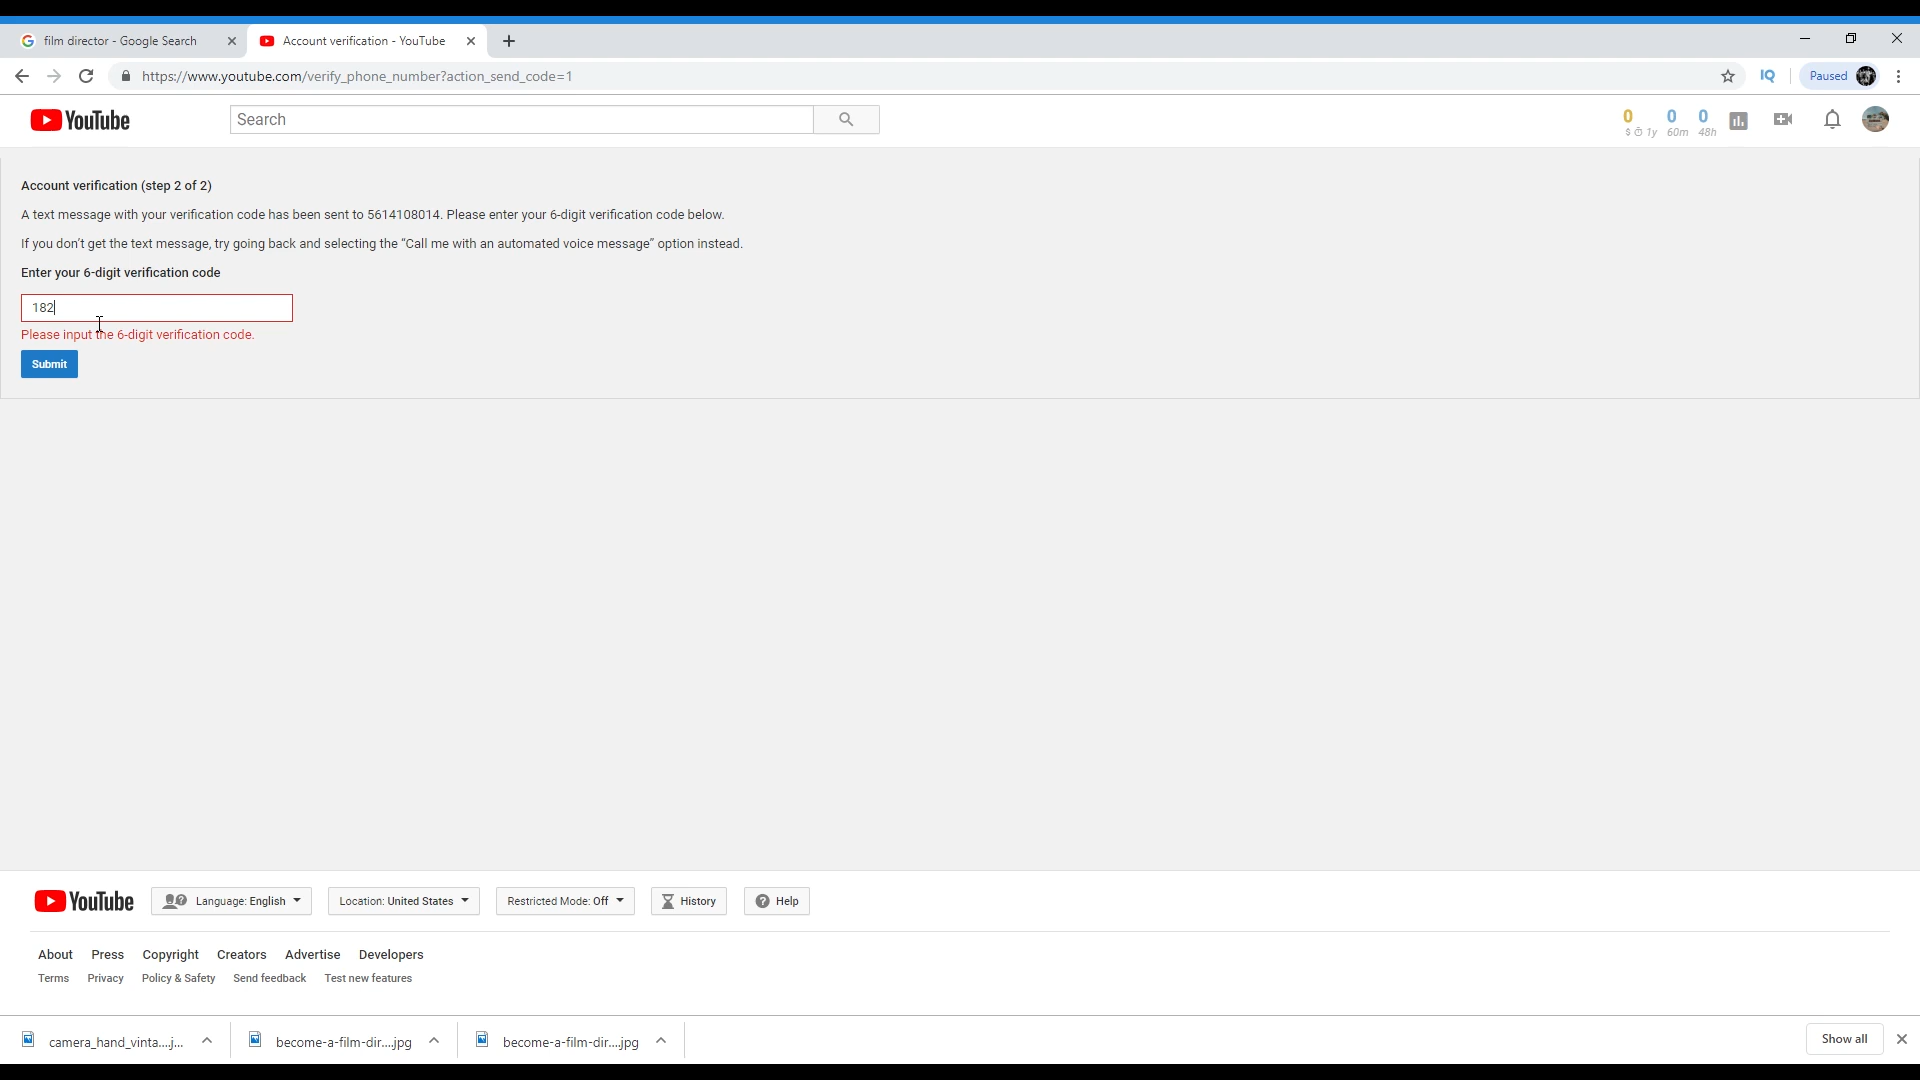 film director - Google Search
Account verification - YouTube
https://www.youtube.com/verify_phone_number?action_send_code=1
IQ
Paused
YouTube
Search
0 0 0
$ 1y 60m 48h
Account verification (step 2 of 2)
A text message with your verification code has been sent to 5614108014. Please enter your 6-digit verification code below.
If you don't get the text message, try going back and selecting the “Call me with an automated voice message” option instead.
Enter your 6-digit verification code
182
Please input the 6-digit verification code.
Submit
YouTube
Language: English
Location: United States
Restricted Mode: Off
History
Help
About Press Copyright Creators Advertise Developers
Terms Privacy Policy & Safety Send feedback Test new features
camera_hand_vinta....j...
become-a-film-dir....jpg
become-a-film-dir....jpg
Show all